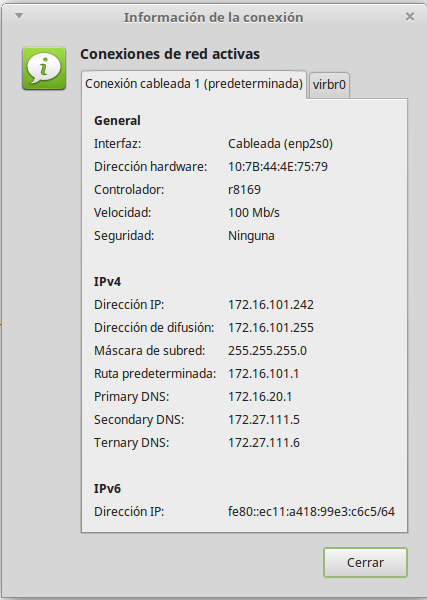 Información de la conexión
Conexiones de red activas
Conexión cableada 1 (predeterminada) virbr0
General
Interfaz: Cableada (enp2s0)
Dirección hardware: 10:7B:44:4E:75:79
Controlador: r8169
Velocidad: 100 Mb/s
Seguridad: Ninguna
IPv4
Dirección IP: 172.16.101.242
Dirección de difusión: 172.16.101.255
Máscara de subred: 255.255.255.0
Ruta predeterminada: 172.16.101.1
Primary DNS: 172.16.20.1
Secondary DNS: 172.27.111.5
Ternary DNS: 172.27.111.6
IPv6
Dirección IP: fe80::ec11:a418:99e3:c6c5/64
Cerrar